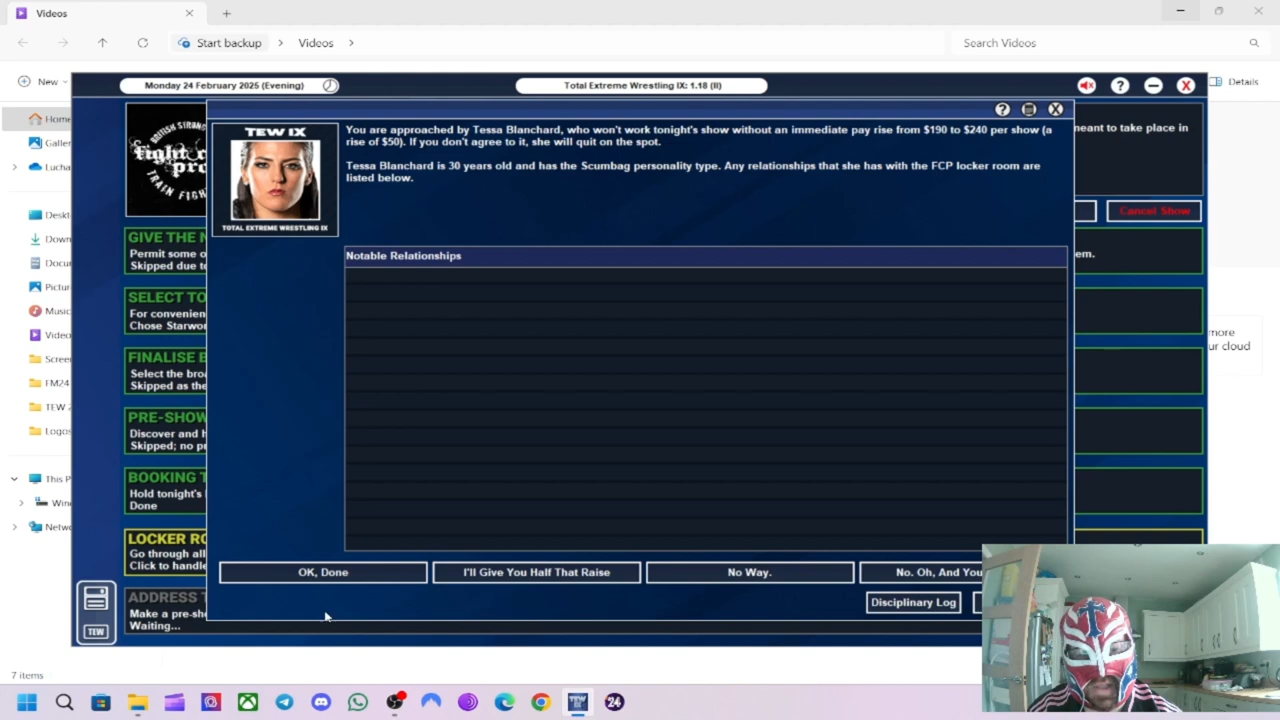 Videos
Start backup
Videos
Search Videos
New
Details
Monday 24 February 2025 (Evening)
Total Extreme Wrestling IX: 1.18 (II)
Home
Galler
Lucha
Deskt
Down
Docu
Pictur
Music
Video
Screen
FM24
TEW 2
Logos
This P
Wind
Netwo
TEW IX
TOTAL EXTREME WRESTLING IX
You are approached by Tessa Blanchard, who won't work tonight's show without an immediate pay rise from $190 to $240 per show (a
rise of $50). If you don't agree to it, she will quit on the spot.
Tessa Blanchard is 30 years old and has the Scumbag personality type. Any relationships that she has with the FCP locker room are
listed below.
meant to take place in
Cancel Show
GIVE THE N
Permit some o
Skipped due to
em.
SELECT TO
For convenien
Chose Starwor
FINALISE B
Select the bro
Skipped as the
PRE-SHOW
Discover and h
Skipped; no pr
BOOKING T
Hold tonight's
Done
LOCKER RO
Go through all
Click to handle
ADDRESS T
Make a pre-sh
Waiting...
Notable Relationships
more
ur cloud
OK, Done
I'll Give You Half That Raise
No Way.
No. Oh, And You
Disciplinary Log
TEW
7 items
24